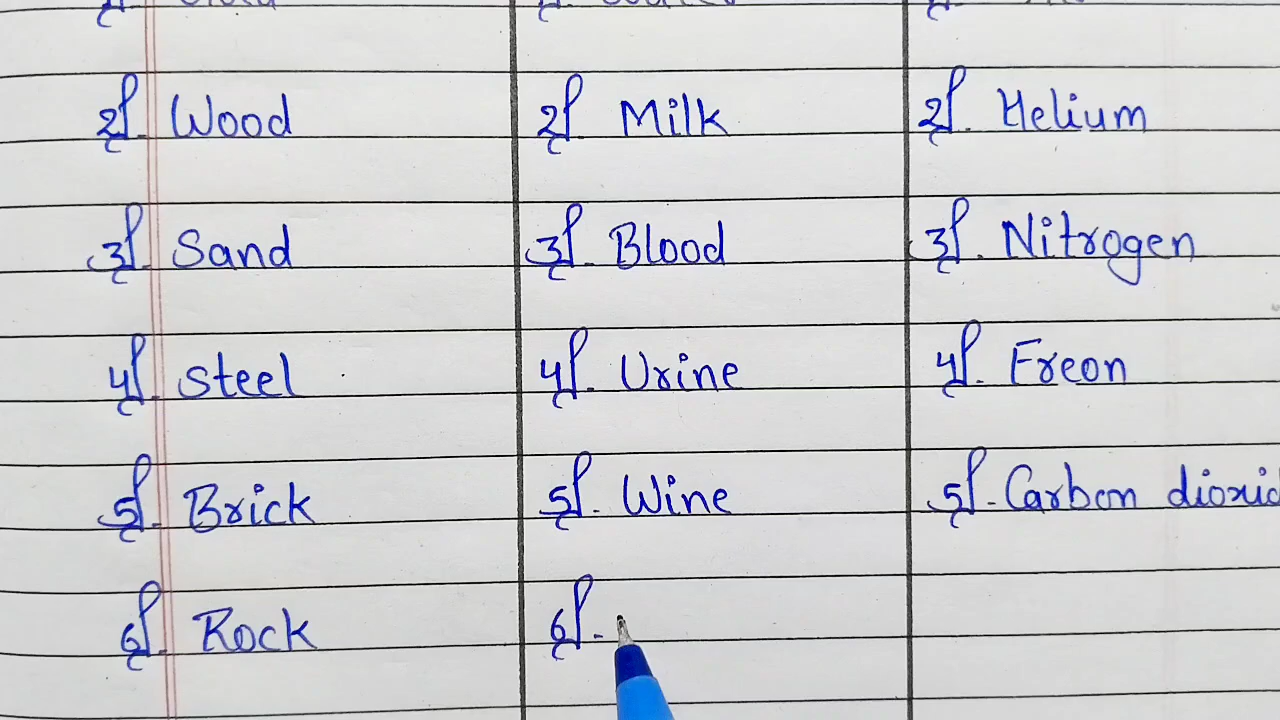 2. Wood 2. Milk 2. Helium
3. Sand 3. Blood 3. Nitrogen
4. Steel 4. Urine 4. Freon
5. Brick 5. Wine 5. Carbon dioxid
6. Rock 6.